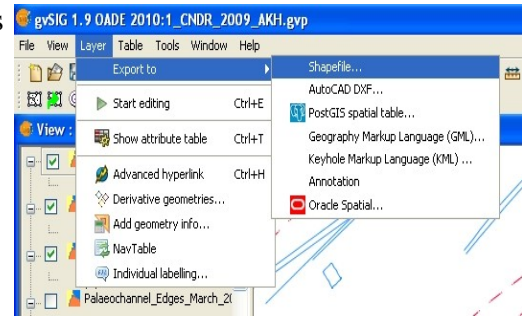 s
gvSIG 1.9 OADE 2010:1_CNDR_2009_AKH.gvp
File View Layer Table Tools Window Help
Export to
Start editing Ctrl+E
Show attribute table Ctrl+T
Advanced hyperlink Ctrl+H
Derivative geometries...
Add geometry info...
NavTable
Individual labelling...
Shapefile...
AutoCAD DXF...
PostGIS spatial table...
Geography Markup Language (GML)...
Keyhole Markup Language (KML) ...
Annotation
Oracle Spatial...
View :
Palaeochannel_Edges_March_2(